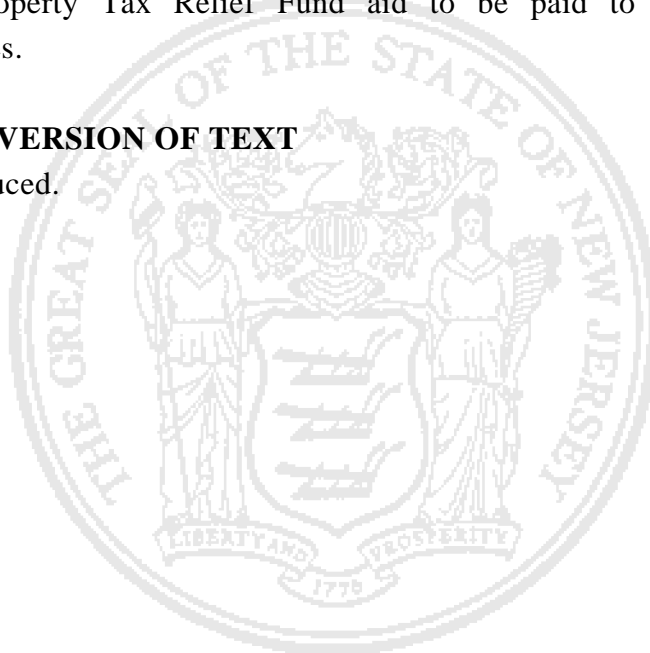 operty Tax Relief Fund aid to be paid to
s.
VERSION OF TEXT
uced.
THE GREAT SEAL OF THE STATE OF NEW JERSEY
LIBERTY AND PROSPERITY
1776